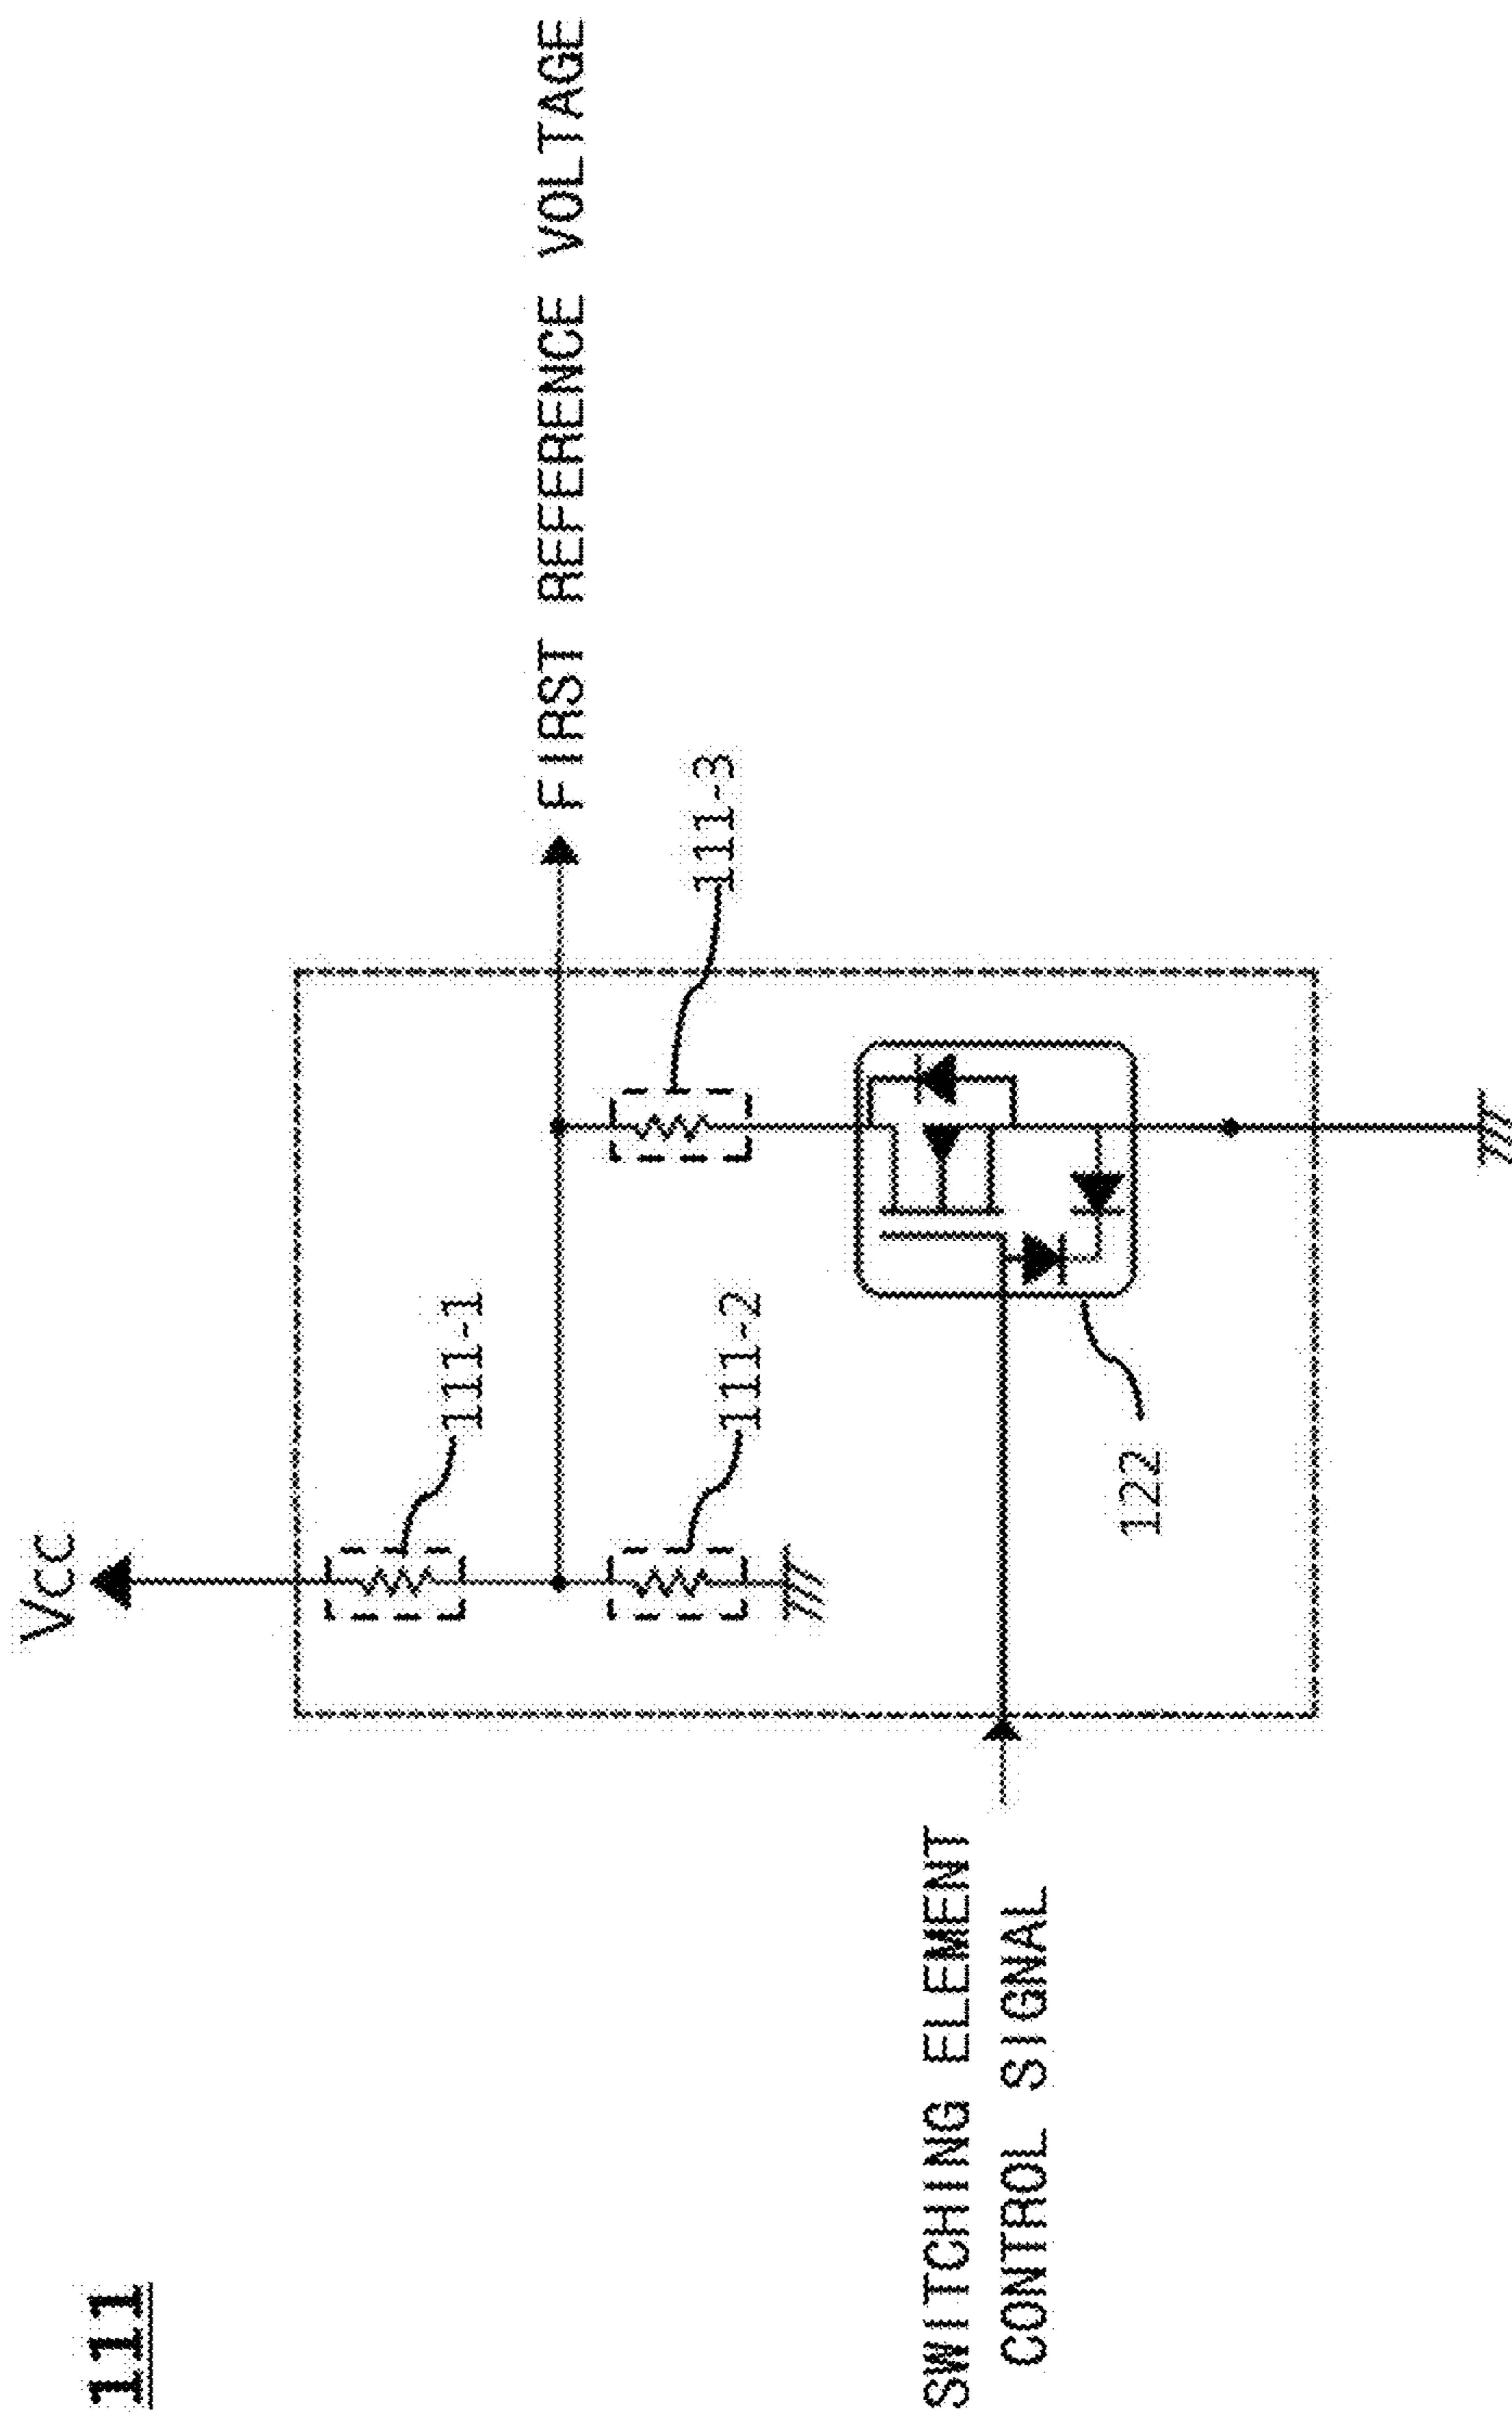 111
Vcc
111-1
FIRST REFERENCE VOLTAGE
111-2
111-3
SWITCHING ELEMENT
CONTROL SIGNAL
122